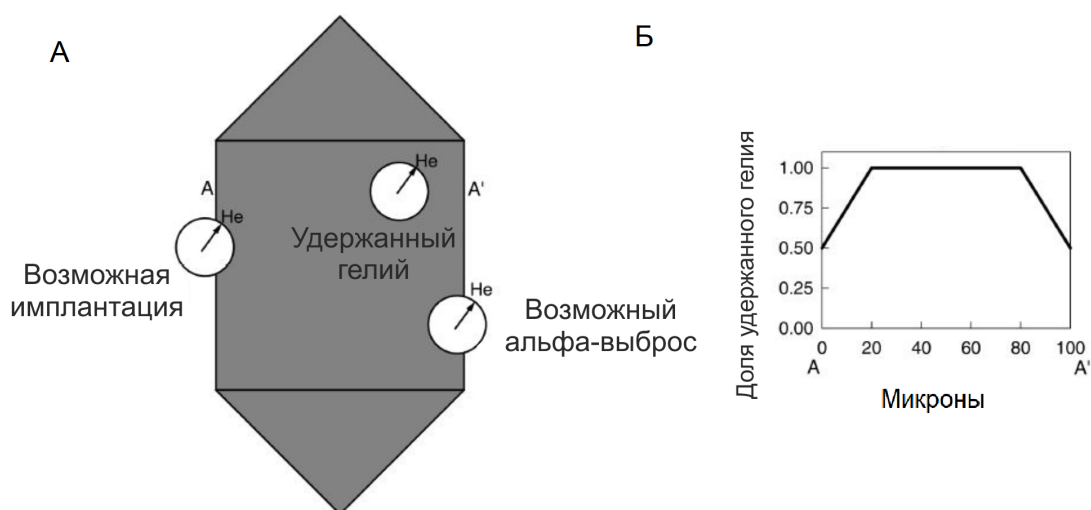 А
He
A
A'
He
Удержанный
гелий
Возможная
имплантация
He
Возможный
альфа-выброс
Б
Доля удержанного гелия
1.00
0.75
0.50
0.25
0.00
0 20 40 60 80 100
A A'
Микроны